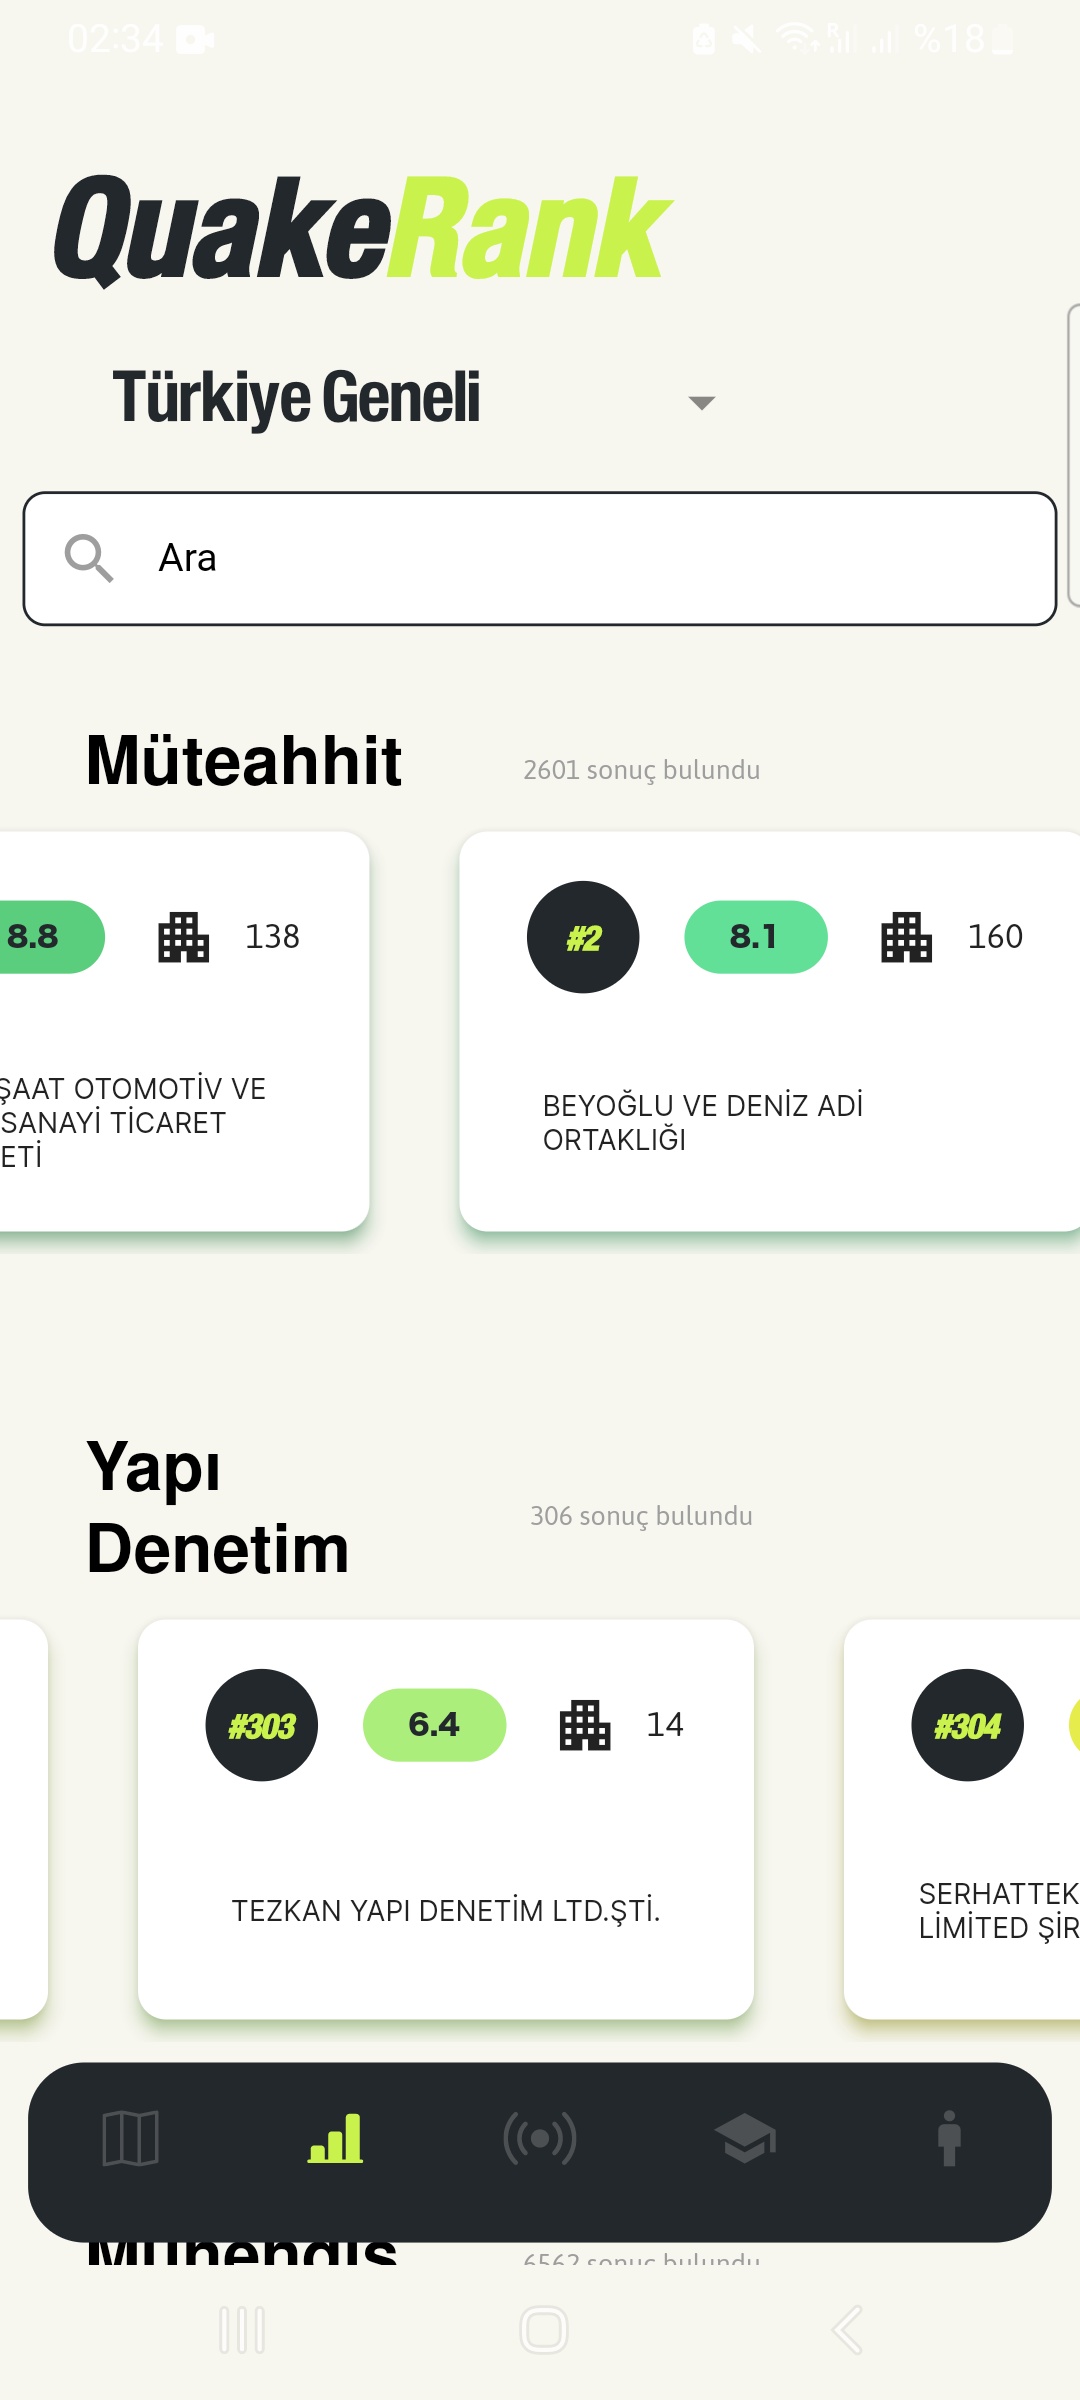 02:34
R
%18
QuakeRank
Türkiye Geneli
Ara
Müteahhit
2601 sonuç bulundu
8.8
138
#2
8.1
160
ŞAAT OTOMOTİV VE
SANAYİ TİCARET
ETİ
BEYOĞLU VE DENİZ ADİ
ORTAKLIĞI
Yapı
Denetim
306 sonuç bulundu
#303
6.4
14
#304
TEZKAN YAPI DENETİM LTD.ŞTİ.
SERHATTEK
LİMİTED ŞİR
Mühendis
6562 sonuç bulundu